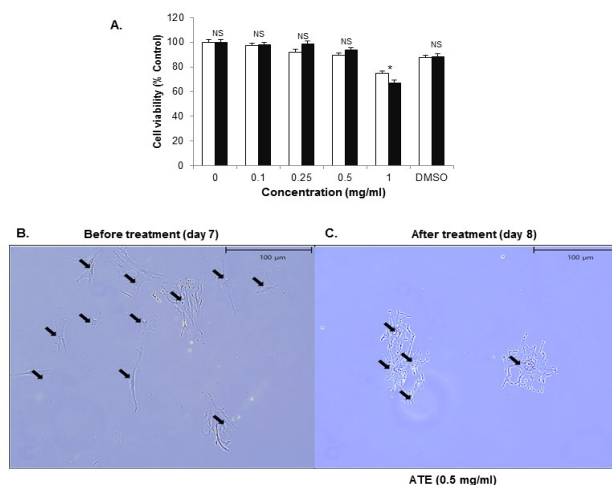 A.
Cell viability (% Control)
120
100
80
60
40
20
0
NS
NS
NS
NS
*
NS
0 0.1 0.25 0.5 1 DMSO
Concentration (mg/ml)
B. Before treatment (day 7)
100 µm
C. After treatment (day 8)
100 µm
ATE (0.5 mg/ml)